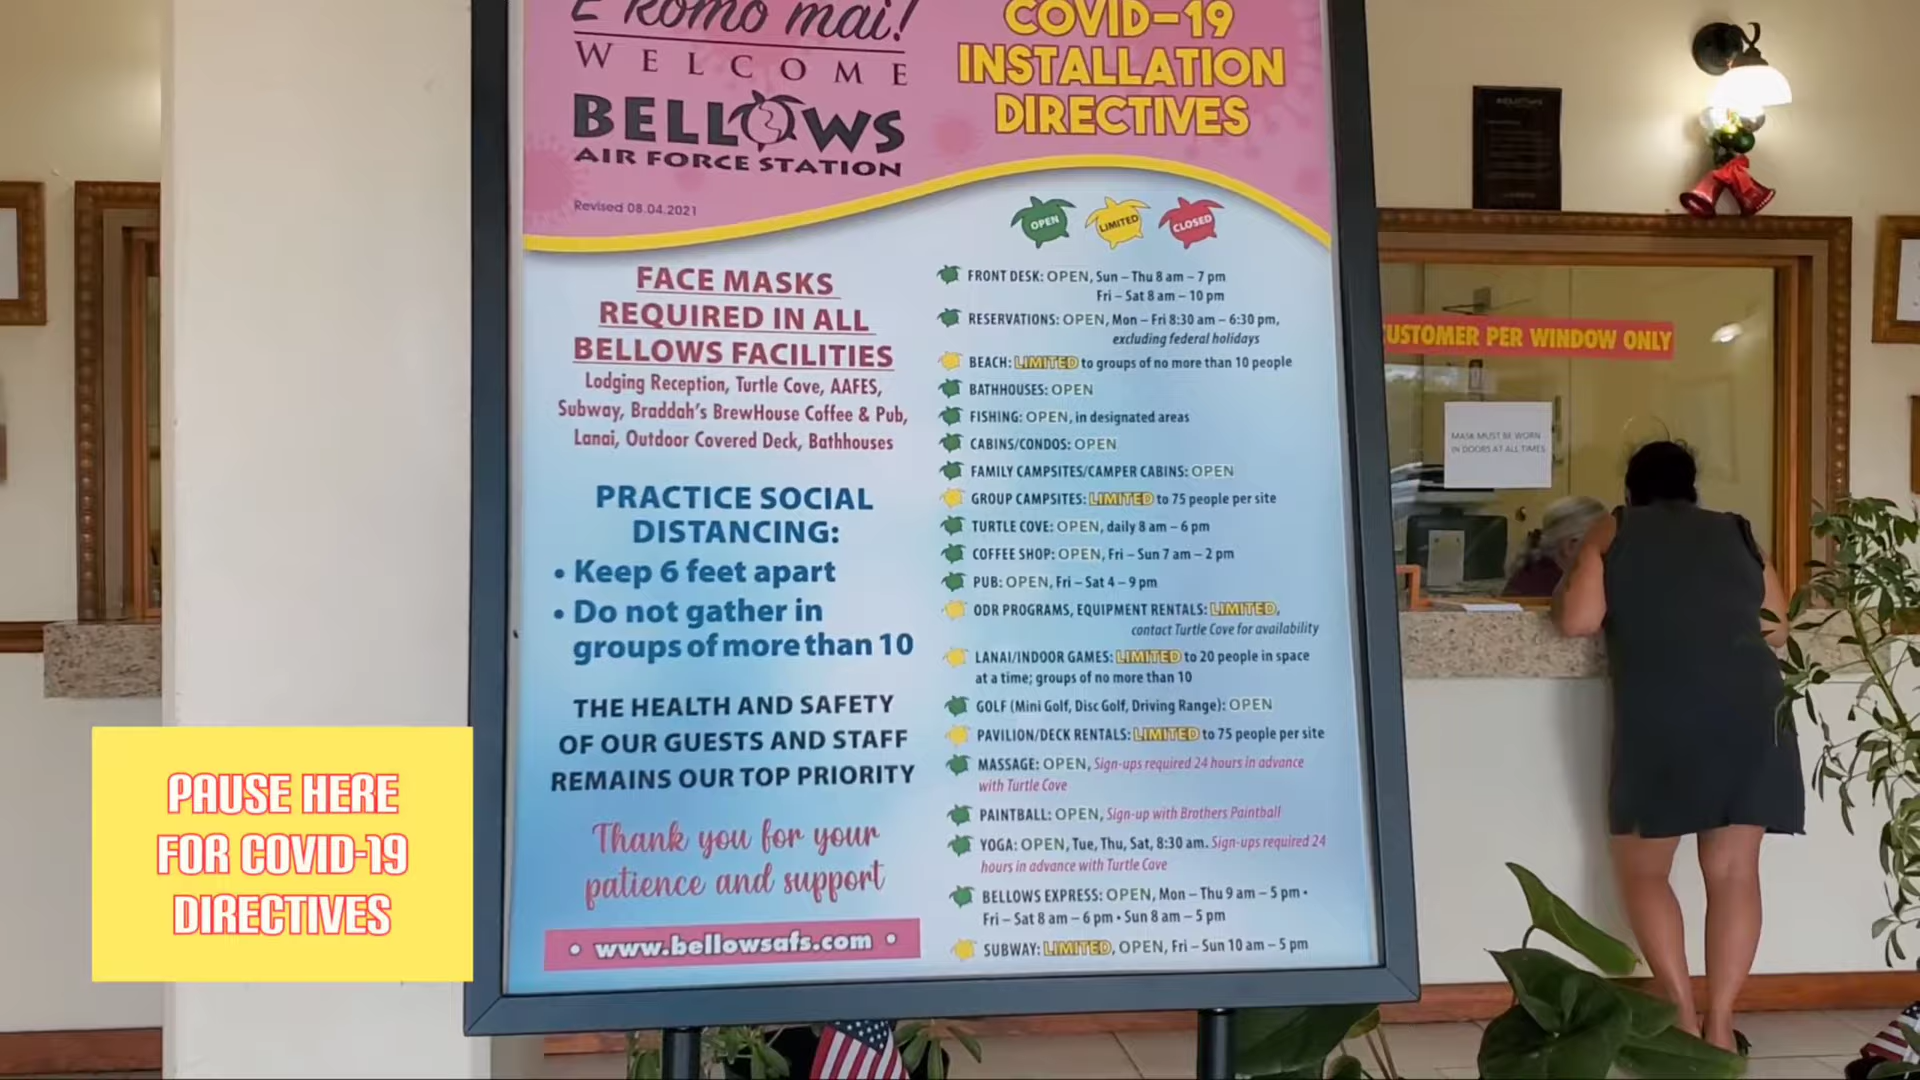 E komo mai!
WELCOME
BELLOWS
AIR FORCE STATION
Revised 08.04.2021
COVID-19
INSTALLATION
DIRECTIVES
OPEN
LIMITED
CLOSED
FACE MASKS
REQUIRED IN ALL
BELLOWS FACILITIES
Lodging Reception, Turtle Cove, AAFES,
Subway, Braddah's BrewHouse Coffee & Pub,
Lanai, Outdoor Covered Deck, Bathhouses
PRACTICE SOCIAL
DISTANCING:
• Keep 6 feet apart
• Do not gather in
groups of more than 10
THE HEALTH AND SAFETY
OF OUR GUESTS AND STAFF
REMAINS OUR TOP PRIORITY
Thank you for your
patience and support
• www.bellowsafs.com •
FRONT DESK: OPEN, Sun – Thu 8 am – 7 pm
Fri – Sat 8 am – 10 pm
RESERVATIONS: OPEN, Mon – Fri 8:30 am – 6:30 pm,
excluding federal holidays
BEACH: LIMITED to groups of no more than 10 people
BATHHOUSES: OPEN
FISHING: OPEN, in designated areas
CABINS/CONDOS: OPEN
FAMILY CAMPSITES/CAMPER CABINS: OPEN
GROUP CAMPSITES: LIMITED to 75 people per site
TURTLE COVE: OPEN, daily 8 am – 6 pm
COFFEE SHOP: OPEN, Fri – Sun 7 am – 2 pm
PUB: OPEN, Fri – Sat 4 – 9 pm
ODR PROGRAMS, EQUIPMENT RENTALS: LIMITED,
contact Turtle Cove for availability
LANAI/INDOOR GAMES: LIMITED to 20 people in space
at a time; groups of no more than 10
GOLF (Mini Golf, Disc Golf, Driving Range): OPEN
PAVILION/DECK RENTALS: LIMITED to 75 people per site
MASSAGE: OPEN, Sign-ups required 24 hours in advance
with Turtle Cove
PAINTBALL: OPEN, Sign-up with Brothers Paintball
YOGA: OPEN, Tue, Thu, Sat, 8:30 am. Sign-ups required 24
hours in advance with Turtle Cove
BELLOWS EXPRESS: OPEN, Mon – Thu 9 am – 5 pm •
Fri – Sat 8 am – 6 pm • Sun 8 am – 5 pm
SUBWAY: LIMITED, OPEN, Fri – Sun 10 am – 5 pm
CUSTOMER PER WINDOW ONLY
MASK MUST BE WORN
IN DOORS AT ALL TIMES
PAUSE HERE
FOR COVID-19
DIRECTIVES